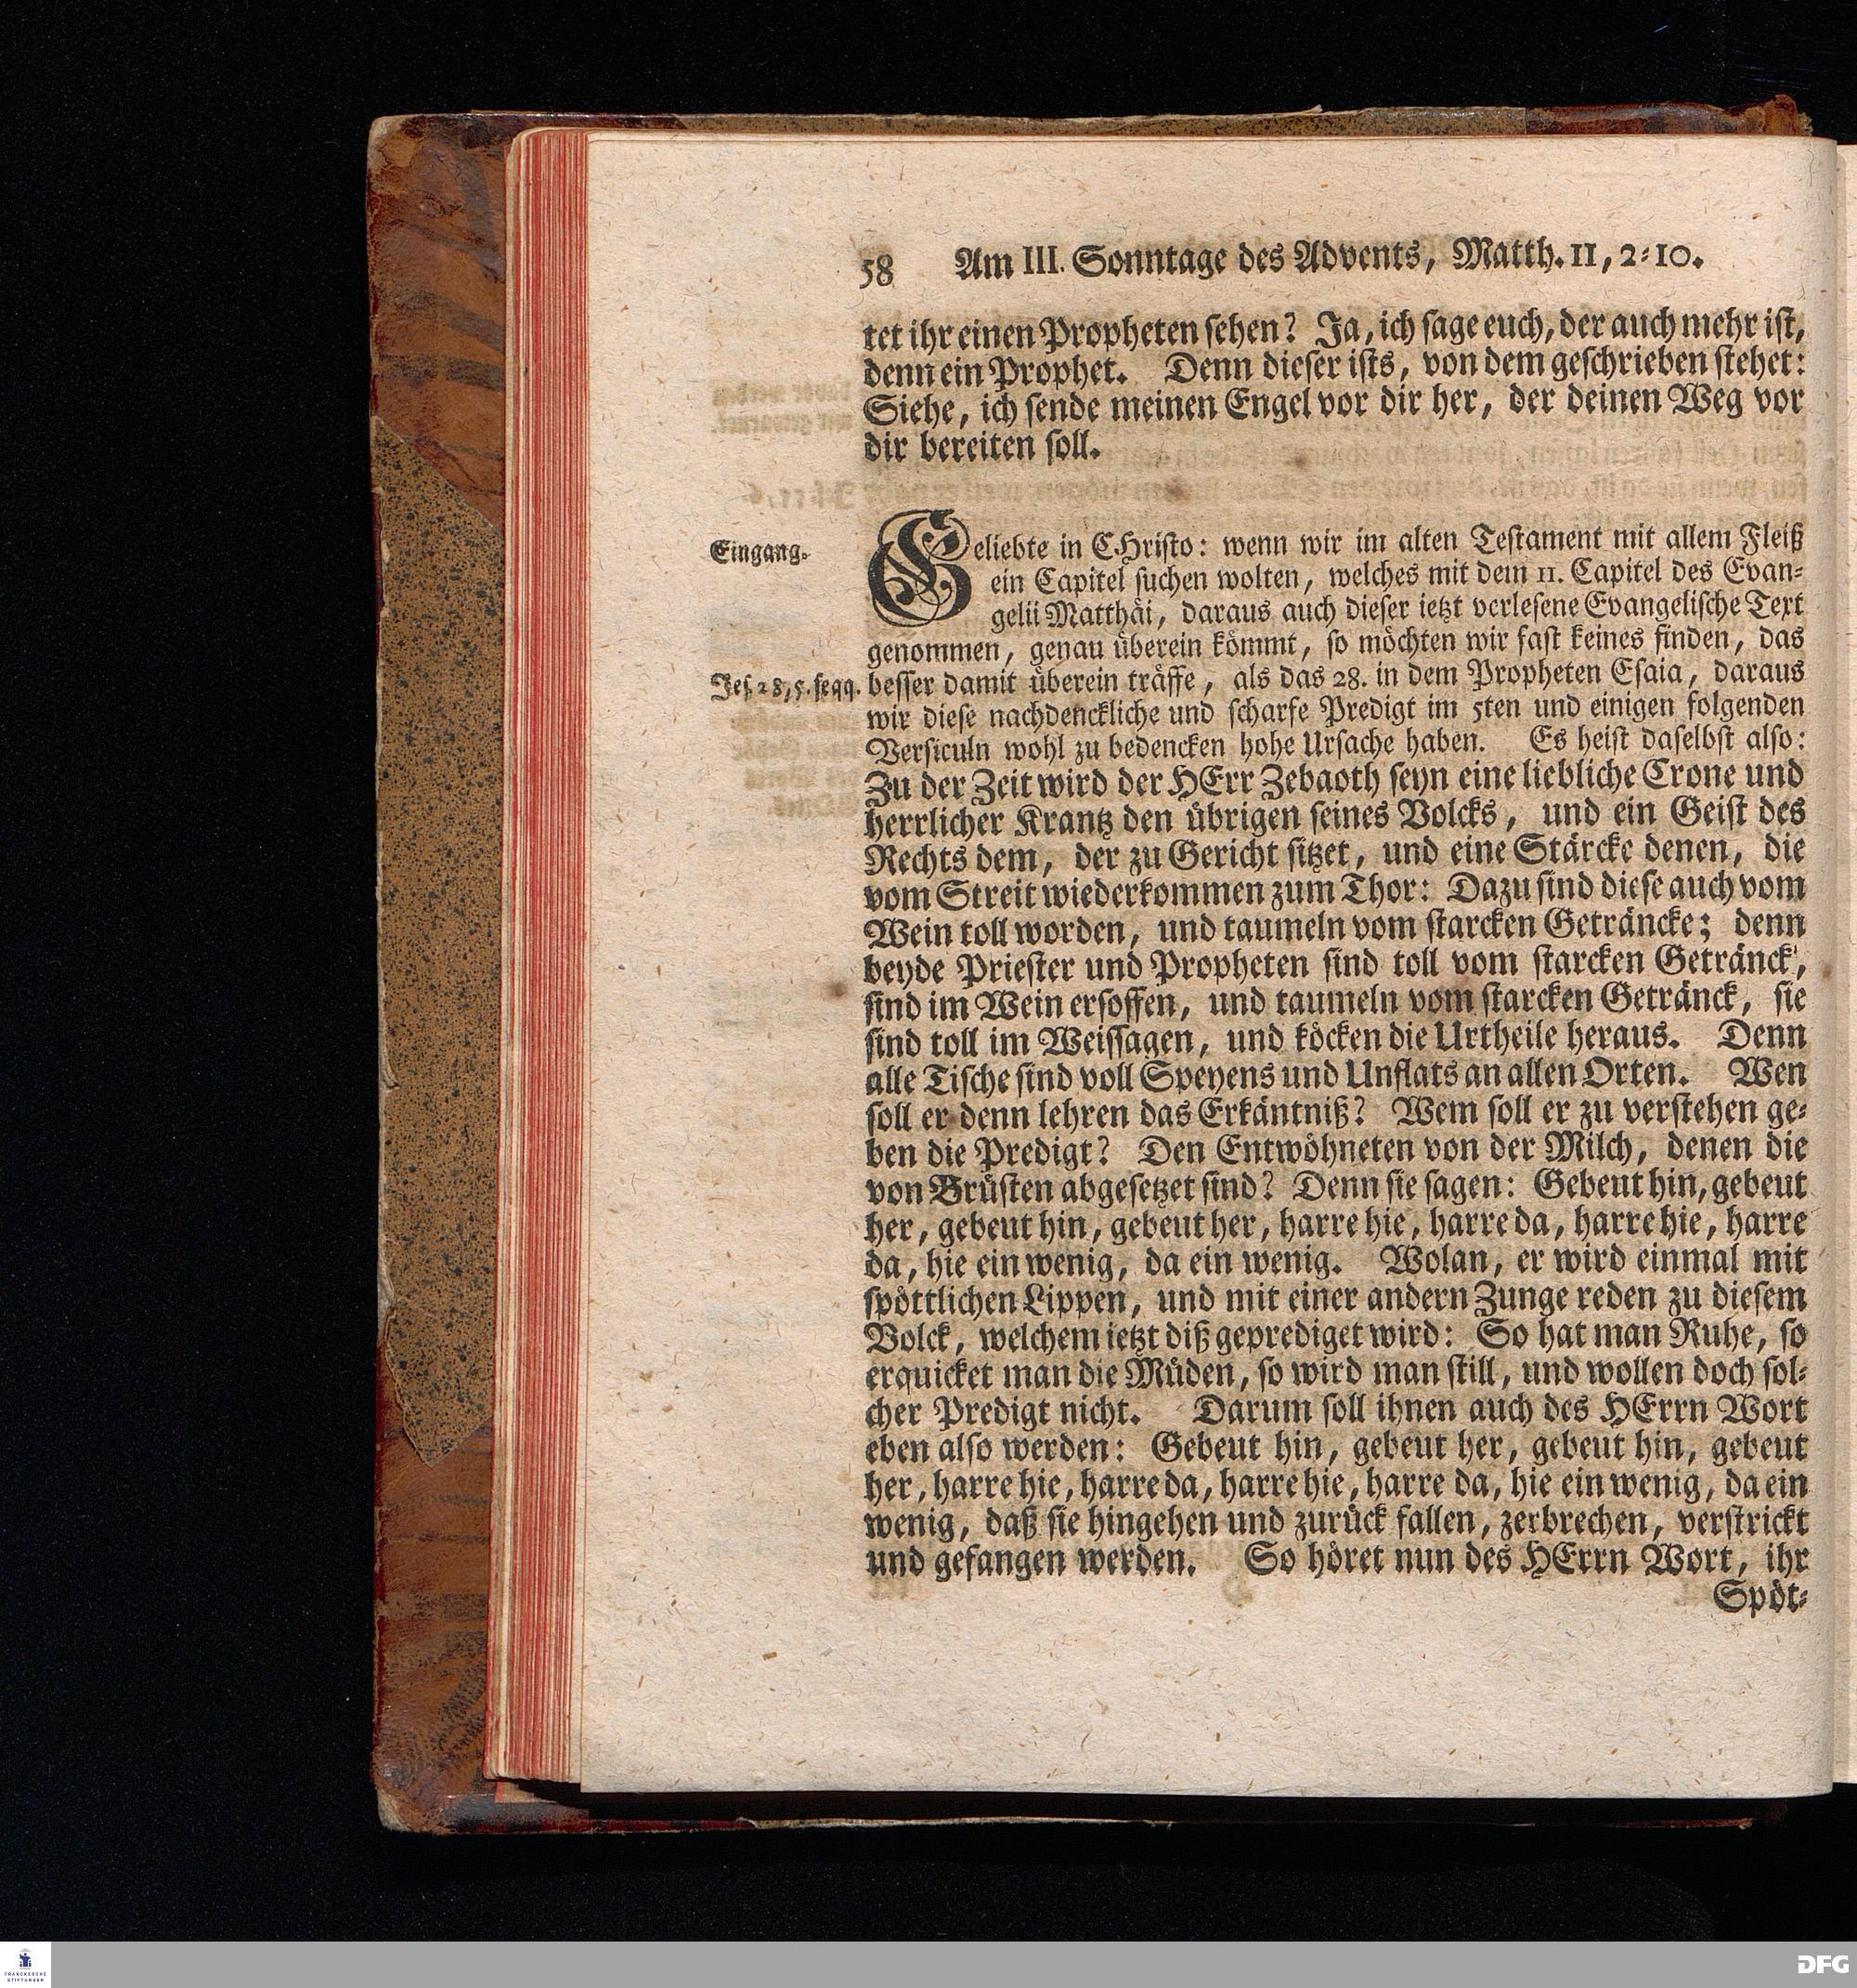 58 Am III. Sonntage des Advents, Matth. 11, 2-10.
tet ihr einen Propheten sehen? Ja, ich sage euch, der auch mehr ist,
denn ein Prophet. Denn dieser ists, von dem geschrieben stehet:
Siehe, ich sende meinen Engel vor dir her, der deinen Weg vor
dir bereiten soll.
Eingang.
Geliebte in CHristo: wenn wir im alten Testament mit allem Fleiß
ein Capitel suchen wolten, welches mit dem 11. Capitel des Evan-
gelii Matthäi, daraus auch dieser ietzt verlesene Evangelische Text
genommen, genau überein kömmt, so möchten wir fast keines finden, das
Jes. 28, 5. seqq.
besser damit überein träffe, als das 28. in dem Propheten Esaia, daraus
wir diese nachdenckliche und scharfe Predigt im 5ten und einigen folgenden
Versiculn wohl zu bedencken hohe Ursache haben. Es heist daselbst also:
Zu der Zeit wird der HErr Zebaoth seyn eine liebliche Crone und
herrlicher Krantz den übrigen seines Volcks, und ein Geist des
Rechts dem, der zu Gericht sitzet, und eine Stärcke denen, die
vom Streit wiederkommen zum Thor: Dazu sind diese auch vom
Wein toll worden, und taumeln vom starcken Geträncke; denn
beyde Priester und Propheten sind toll vom starcken Getränck,
sind im Wein ersoffen, und taumeln vom starcken Getränck, sie
sind toll im Weissagen, und köcken die Urtheile heraus. Denn
alle Tische sind voll Speyens und Unflats an allen Orten. Wen
soll er denn lehren das Erkäntniß? Wem soll er zu verstehen ge-
ben die Predigt? Den Entwöhneten von der Milch, denen die
von Brüsten abgesetzet sind? Denn sie sagen: Gebeut hin, gebeut
her, gebeut hin, gebeut her, harre hie, harre da, harre hie, harre
da, hie ein wenig, da ein wenig. Wolan, er wird einmal mit
spöttlichen Lippen, und mit einer andern Zunge reden zu diesem
Volck, welchem ietzt diß geprediget wird: So hat man Ruhe, so
erquicket man die Müden, so wird man still, und wollen doch sol-
cher Predigt nicht. Darum soll ihnen auch des HErrn Wort
eben also werden: Gebeut hin, gebeut her, gebeut hin, gebeut
her, harre hie, harre da, harre hie, harre da, hie ein wenig, da ein
wenig, daß sie hingehen und zurück fallen, zerbrechen, verstrickt
und gefangen werden. So höret nun des HErrn Wort, ihr
Spöt-
FRANCKESCHE
STIFTUNGEN
DFG